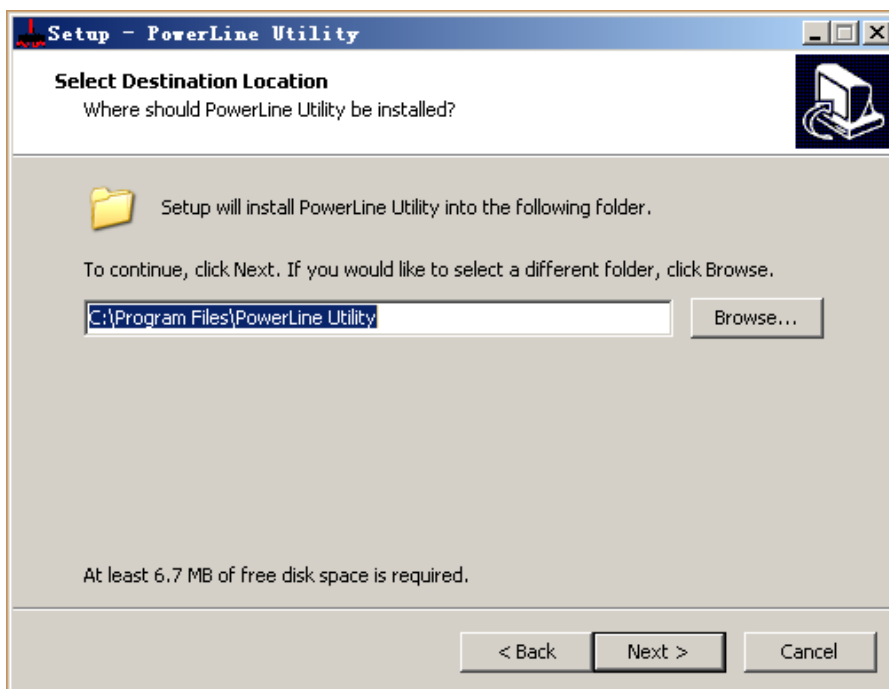 Setup - PowerLine Utility
Select Destination Location
Where should PowerLine Utility be installed?
Setup will install PowerLine Utility into the following folder.
To continue, click Next. If you would like to select a different folder, click Browse.
C:\Program Files\PowerLine Utility
Browse...
At least 6.7 MB of free disk space is required.
< Back
Next >
Cancel